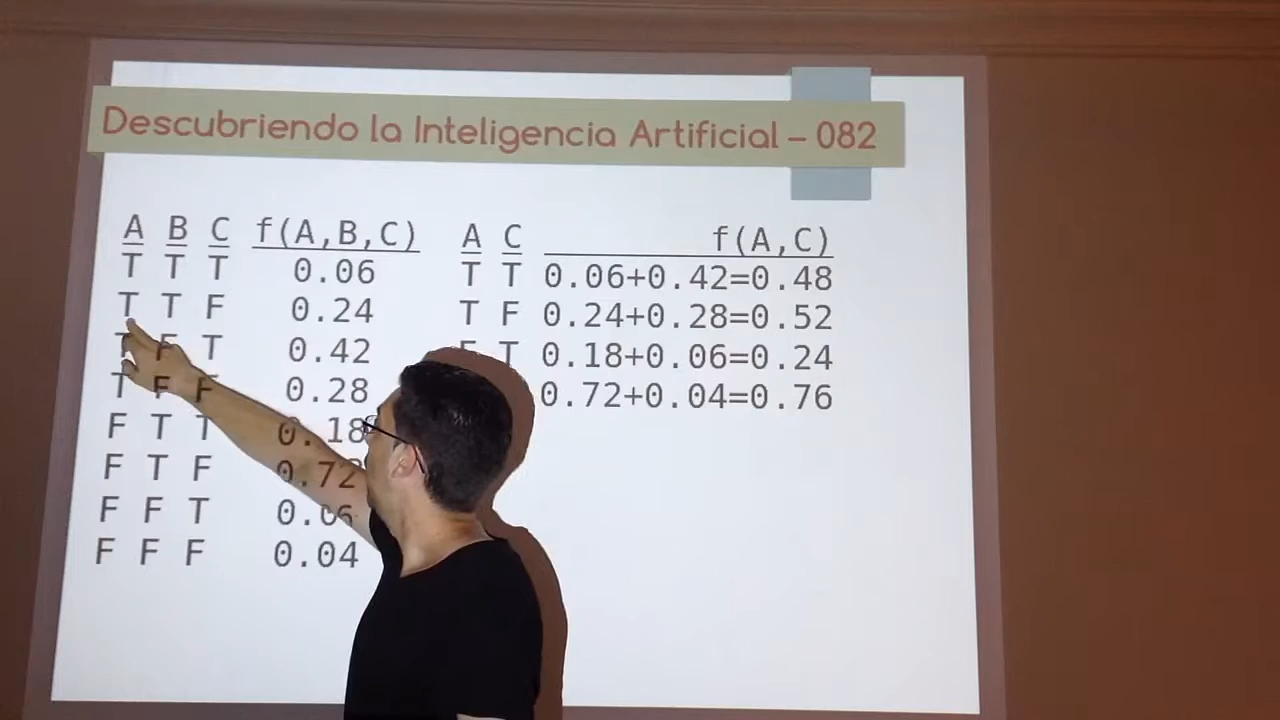 Descubriendo la Inteligencia Artificial – 082
A B C f(A,B,C)
T T T 0.06
T T F 0.24
T F T 0.42
T F F 0.28
F T T 0.18
F T F 0.72
F F T 0.06
F F F 0.04
A C f(A,C)
T T 0.06+0.42=0.48
T F 0.24+0.28=0.52
F T 0.18+0.06=0.24
0.72+0.04=0.76